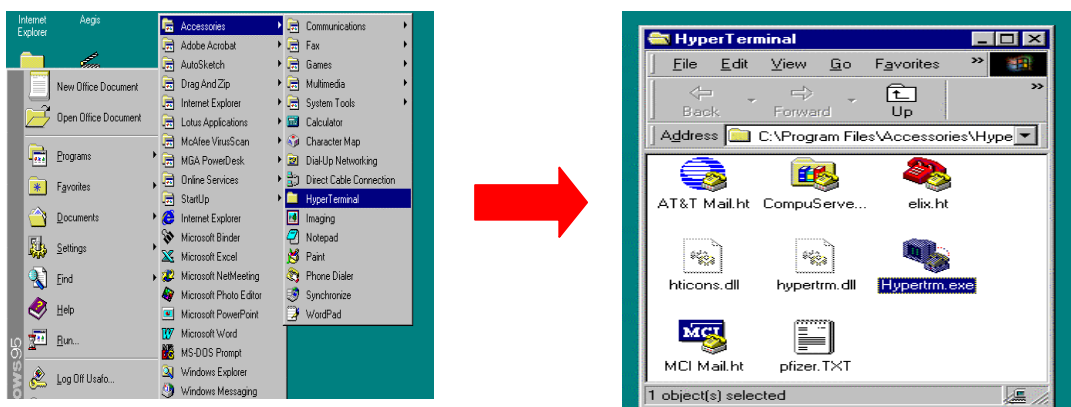 Internet
Explorer
Aegis
New Office Document
Open Office Document
Programs
Favorites
Documents
Settings
Find
Help
Run...
Log Off Usafo...
ows95
Accessories
Adobe Acrobat
AutoSketch
Drag And Zip
Internet Explorer
Lotus Applications
McAfee VirusScan
MGA PowerDesk
Online Services
StartUp
Internet Explorer
Microsoft Binder
Microsoft Excel
Microsoft NetMeeting
Microsoft Photo Editor
Microsoft PowerPoint
Microsoft Word
MS-DOS Prompt
Windows Explorer
Windows Messaging
Communications
Fax
Games
Multimedia
System Tools
Calculator
Character Map
Dial-Up Networking
Direct Cable Connection
HyperTerminal
Imaging
Notepad
Paint
Phone Dialer
Synchronize
WordPad
HyperTerminal
File Edit View Go Favorites »
Back Forward Up »
Address C:\Program Files\Accessories\Hype
AT&T Mail.ht CompuServe... elix.ht
hticons.dll hypertrm.dll Hypertrm.exe
MCI
MCI Mail.ht pfizer.TXT
1 object(s) selected